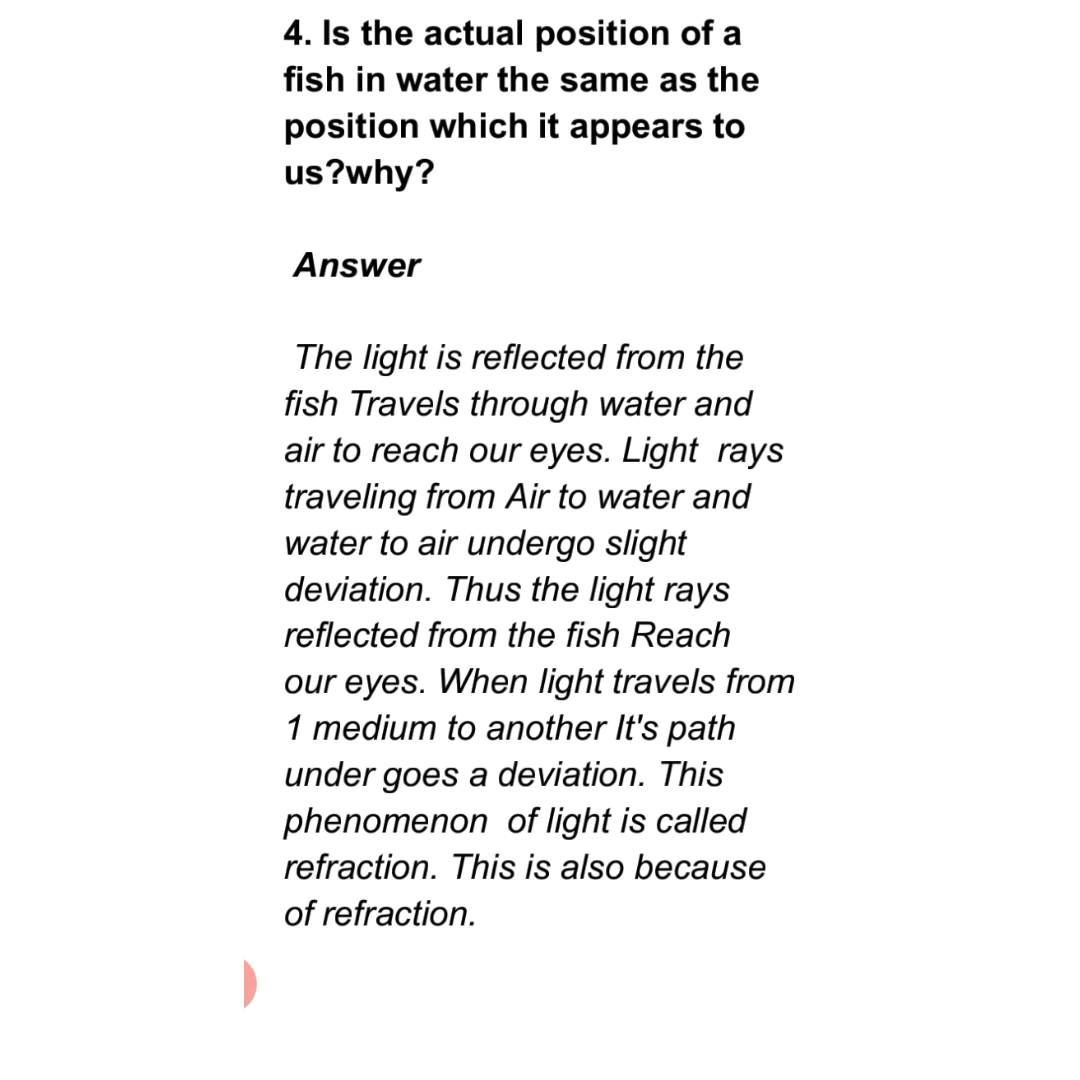 4. Is the actual position of a
fish in water the same as the
position which it appears to
us?why?
Answer
The light is reflected from the
fish Travels through water and
air to reach our eyes. Light  rays
traveling from Air to water and
water to air undergo slight
deviation. Thus the light rays
reflected from the fish Reach
our eyes. When light travels from
1 medium to another It's path
under goes a deviation. This
phenomenon  of light is called
refraction. This is also because
of refraction.